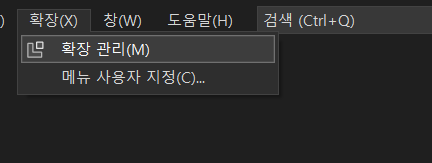 ) 확장(X) 창(W) 도움말(H) 검색 (Ctrl+Q)
확장 관리(M)
메뉴 사용자 지정(C)...